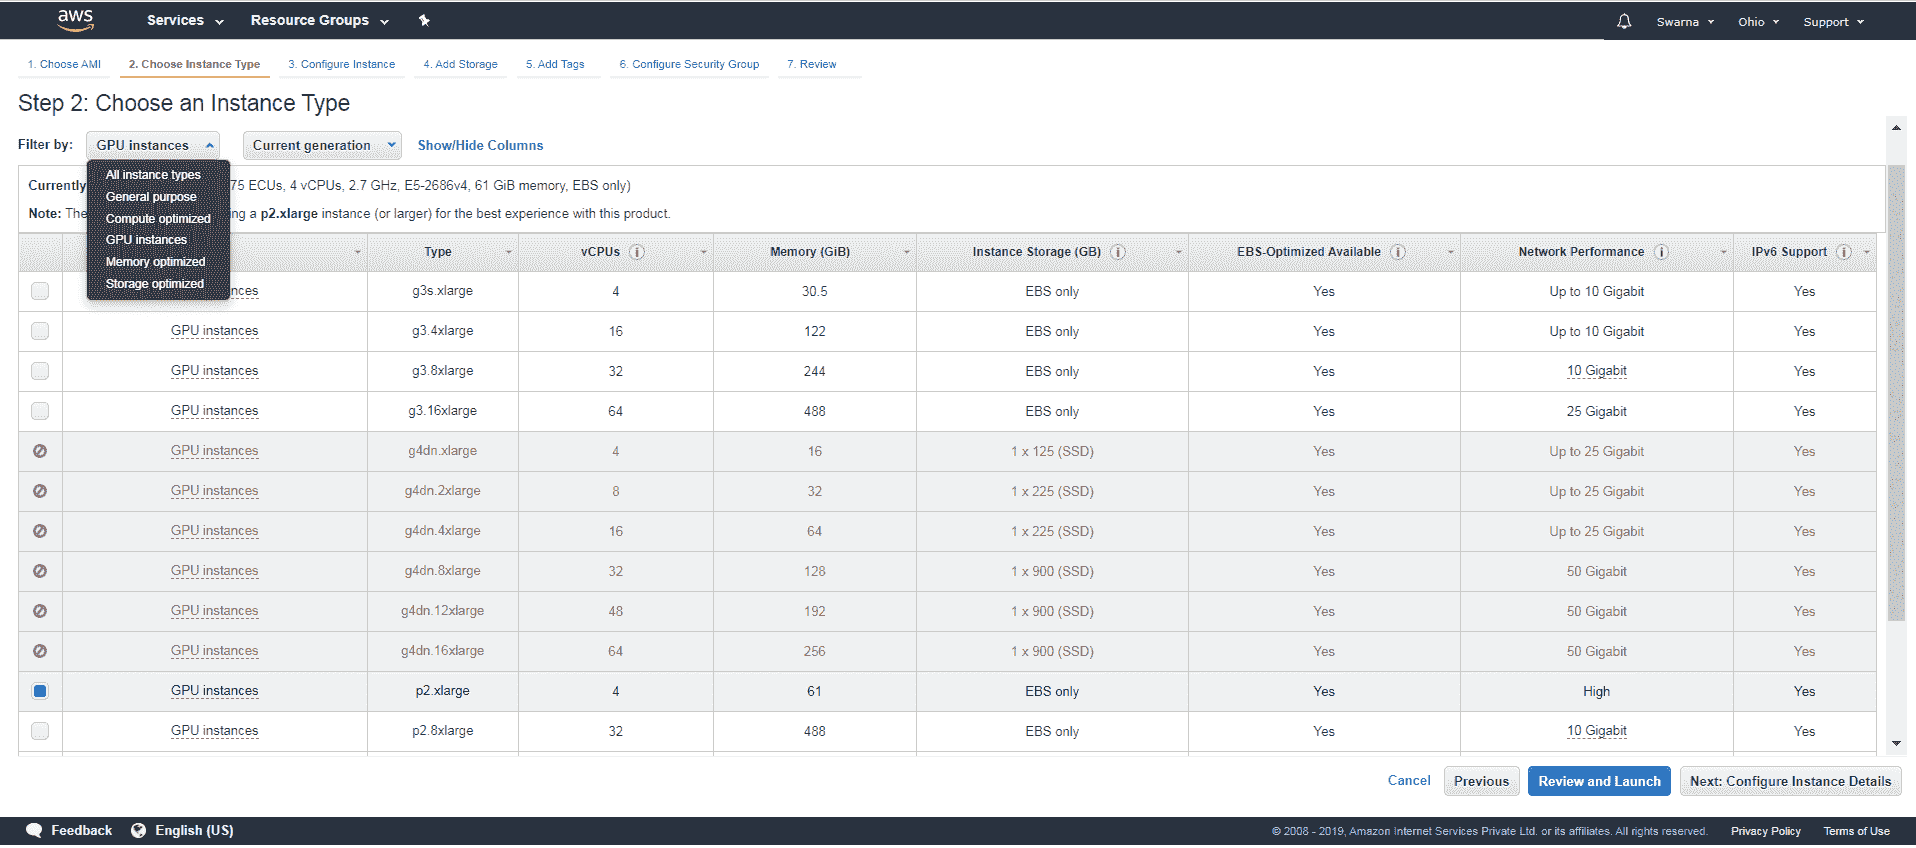 aws Services Resource Groups Swarna Ohio Support
1. Choose AMI 2. Choose Instance Type 3. Configure Instance 4. Add Storage 5. Add Tags 6. Configure Security Group 7. Review
Step 2: Choose an Instance Type
Filter by: GPU instances Current generation Show/Hide Columns
All instance types
General purpose
Compute optimized
GPU instances
Memory optimized
Storage optimized
Currently 75 ECUs, 4 vCPUs, 2.7 GHz, E5-2686v4, 61 GiB memory, EBS only)
Note: The ng a p2.xlarge instance (or larger) for the best experience with this product.
Type vCPUs Memory (GiB) Instance Storage (GB) EBS-Optimized Available Network Performance IPv6 Support
nces g3s.xlarge 4 30.5 EBS only Yes Up to 10 Gigabit Yes
GPU instances g3.4xlarge 16 122 EBS only Yes Up to 10 Gigabit Yes
GPU instances g3.8xlarge 32 244 EBS only Yes 10 Gigabit Yes
GPU instances g3.16xlarge 64 488 EBS only Yes 25 Gigabit Yes
GPU instances g4dn.xlarge 4 16 1 x 125 (SSD) Yes Up to 25 Gigabit Yes
GPU instances g4dn.2xlarge 8 32 1 x 225 (SSD) Yes Up to 25 Gigabit Yes
GPU instances g4dn.4xlarge 16 64 1 x 225 (SSD) Yes Up to 25 Gigabit Yes
GPU instances g4dn.8xlarge 32 128 1 x 900 (SSD) Yes 50 Gigabit Yes
GPU instances g4dn.12xlarge 48 192 1 x 900 (SSD) Yes 50 Gigabit Yes
GPU instances g4dn.16xlarge 64 256 1 x 900 (SSD) Yes 50 Gigabit Yes
GPU instances p2.xlarge 4 61 EBS only Yes High Yes
GPU instances p2.8xlarge 32 488 EBS only Yes 10 Gigabit Yes
Cancel Previous Review and Launch Next: Configure Instance Details
Feedback English (US) © 2008 - 2019, Amazon Internet Services Private Ltd. or its affiliates. All rights reserved. Privacy Policy Terms of Use